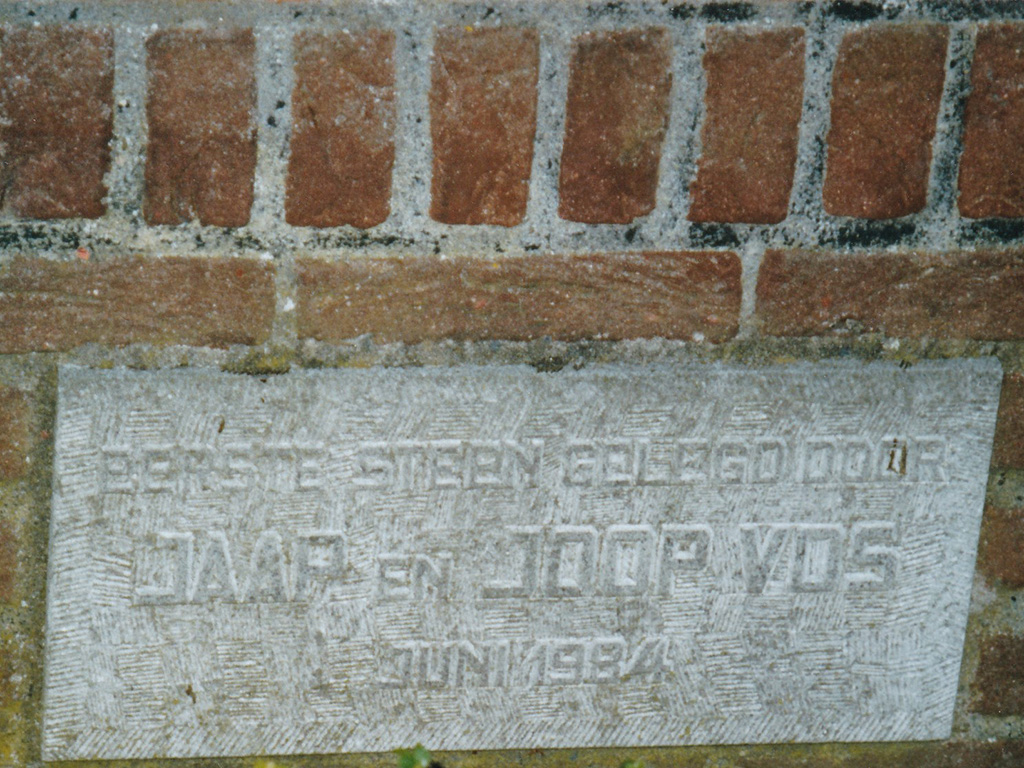 EERSTE STEEN GELEGD DOOR
JAAP EN JOOP VOS
JUNI 1984